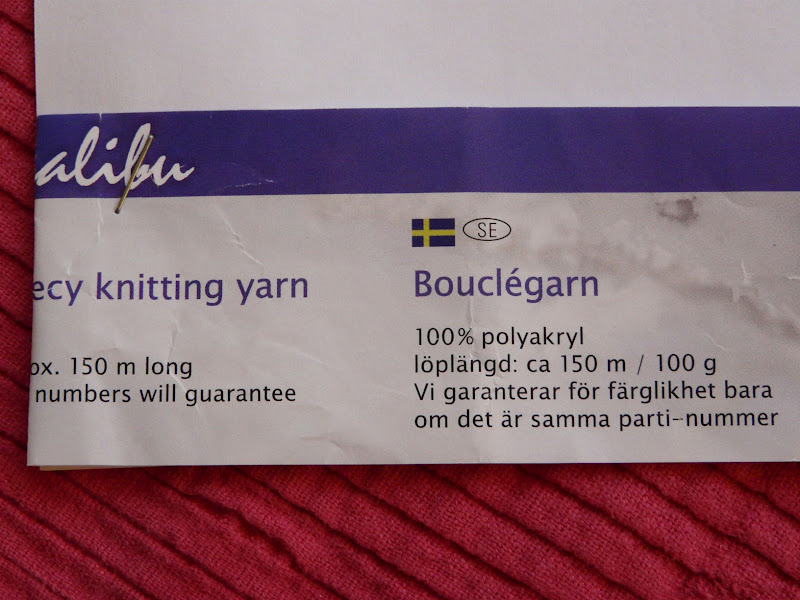 alibu
SE
ecy knitting yarn
ox. 150 m long
numbers will guarantee
Bouclégarn
100% polyakryl
löplängd: ca 150 m / 100 g
Vi garanterar för färglikhet bara
om det är samma parti-nummer